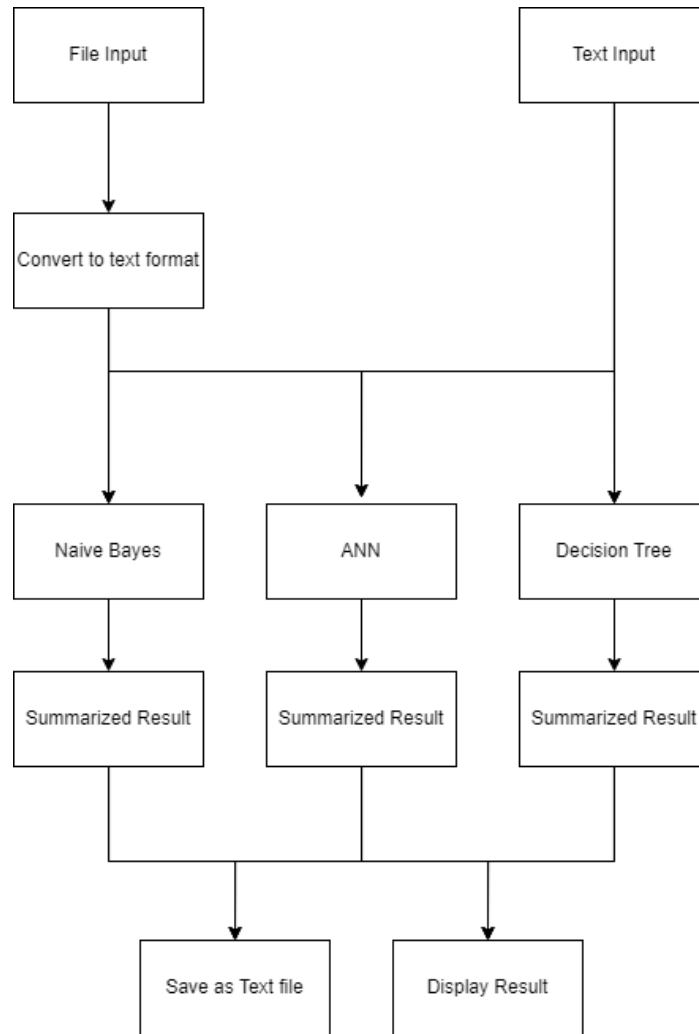 File Input
Text Input
Convert to text format
Naive Bayes
ANN
Decision Tree
Summarized Result
Summarized Result
Summarized Result
Save as Text file
Display Result